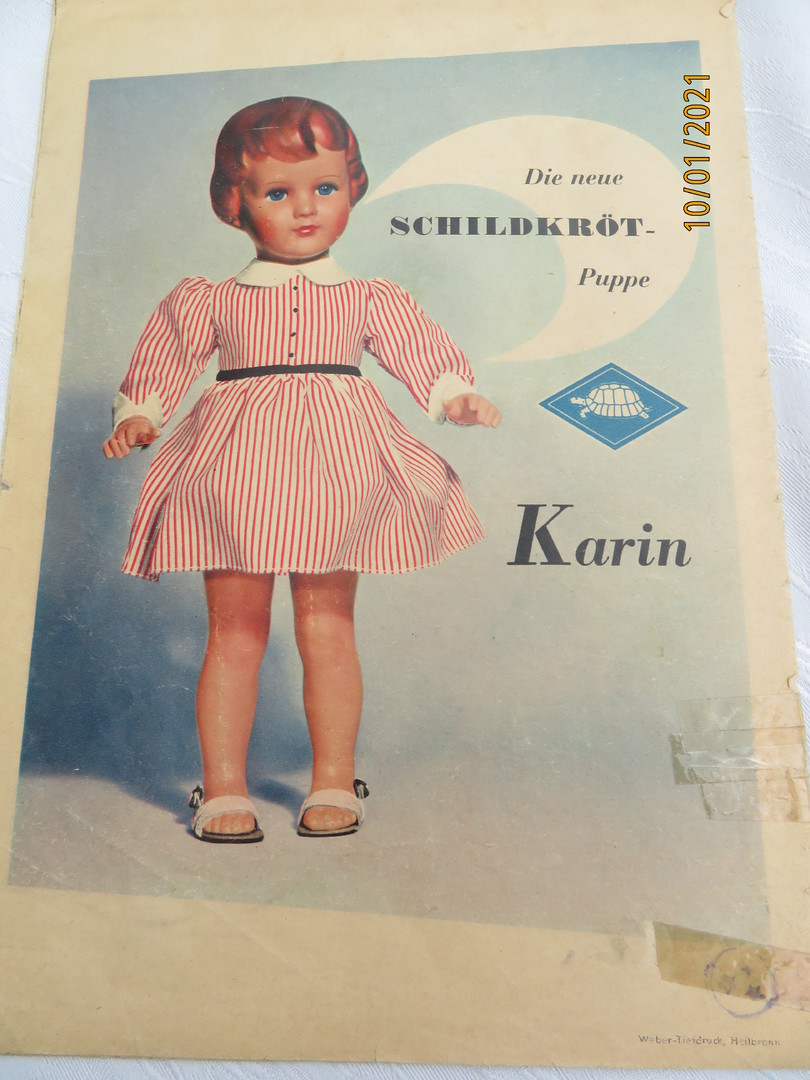 Die neue
SCHILDKRÖT-
Puppe
Karin
Weber-Tiefdruck, Heilbronn
10/01/2021